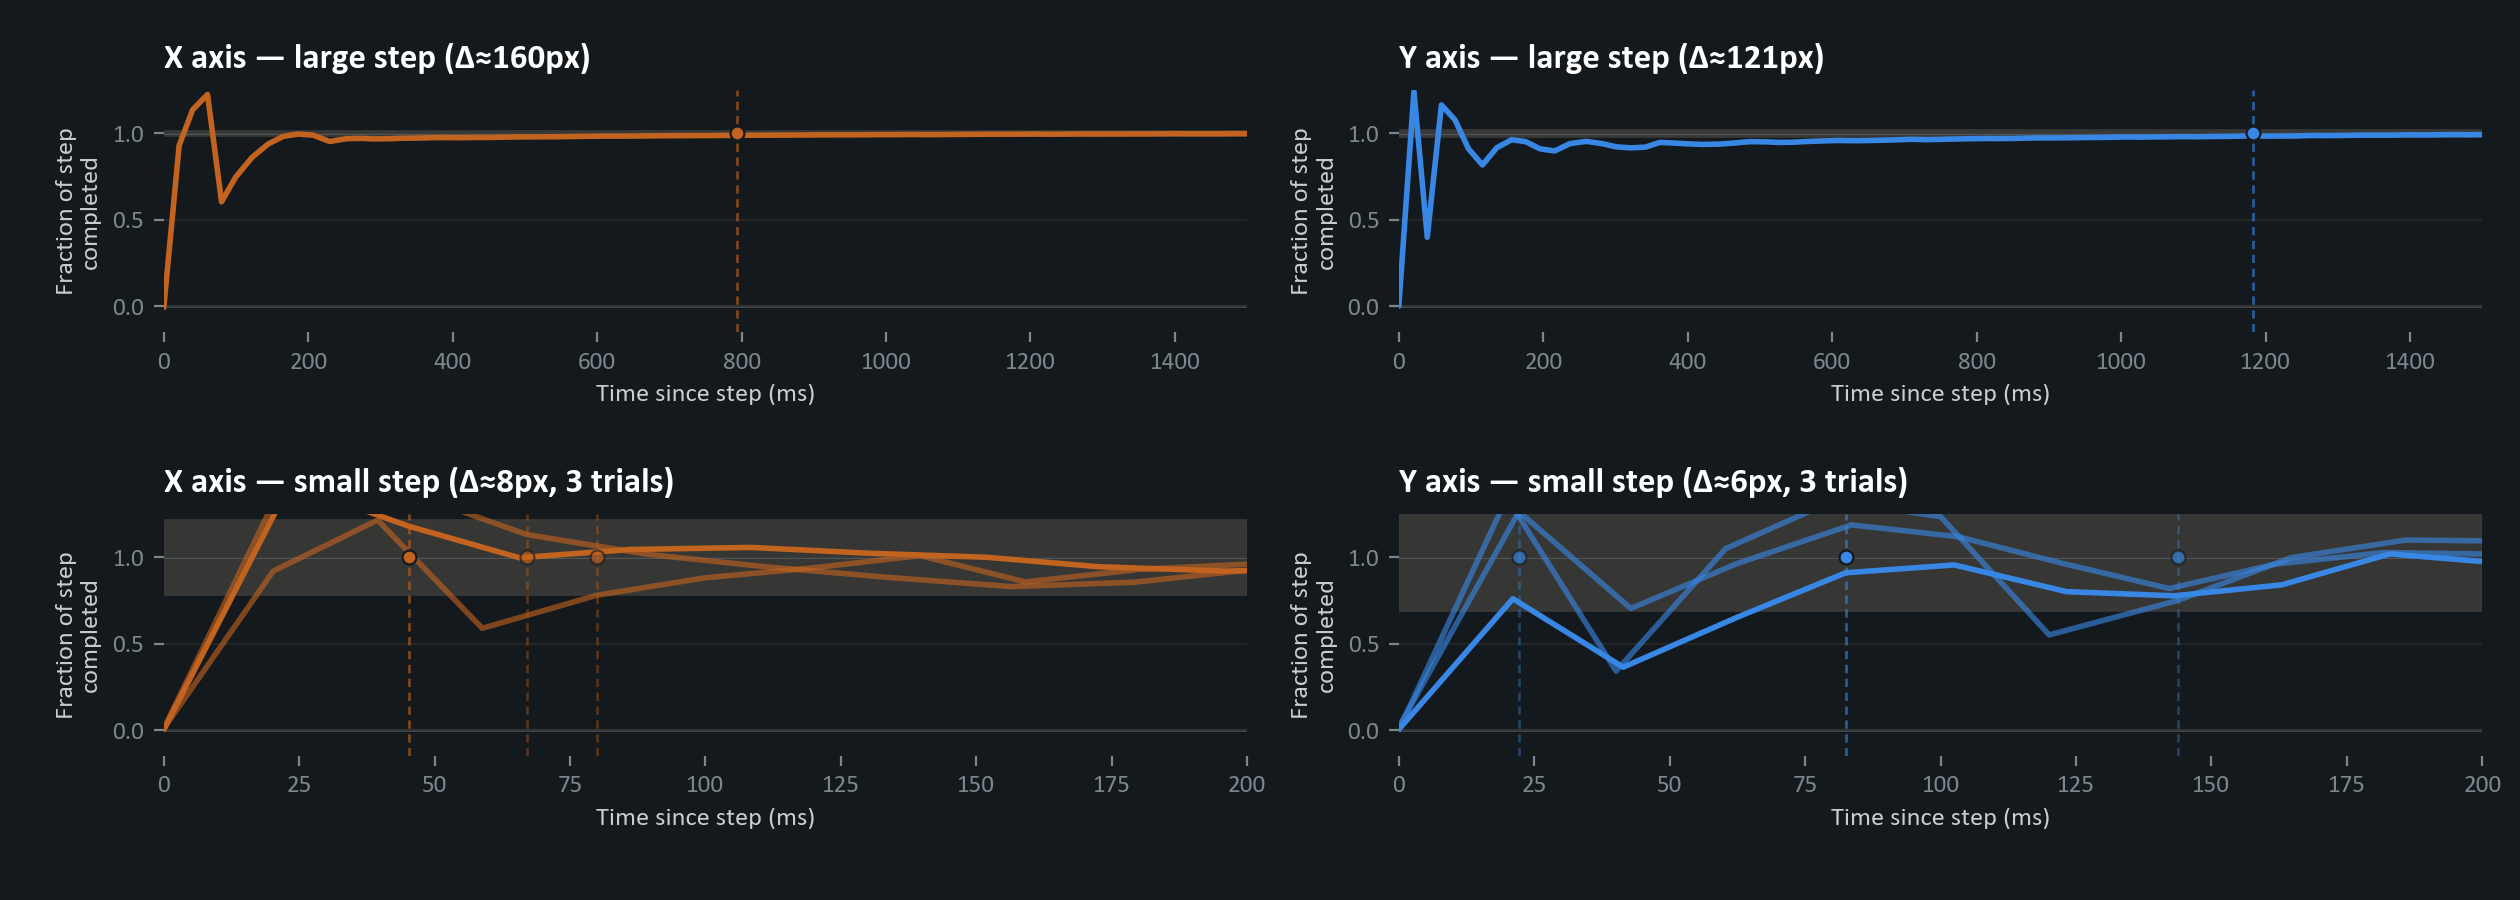 X axis — large step (Δ≈160px)
Fraction of step
completed
1.0
0.5
0.0
0 200 400 600 800 1000 1200 1400
Time since step (ms)
Y axis — large step (Δ≈121px)
Fraction of step
completed
1.0
0.5
0.0
0 200 400 600 800 1000 1200 1400
Time since step (ms)
X axis — small step (Δ≈8px, 3 trials)
Fraction of step
completed
1.0
0.5
0.0
0 25 50 75 100 125 150 175 200
Time since step (ms)
Y axis — small step (Δ≈6px, 3 trials)
Fraction of step
completed
1.0
0.5
0.0
0 25 50 75 100 125 150 175 200
Time since step (ms)